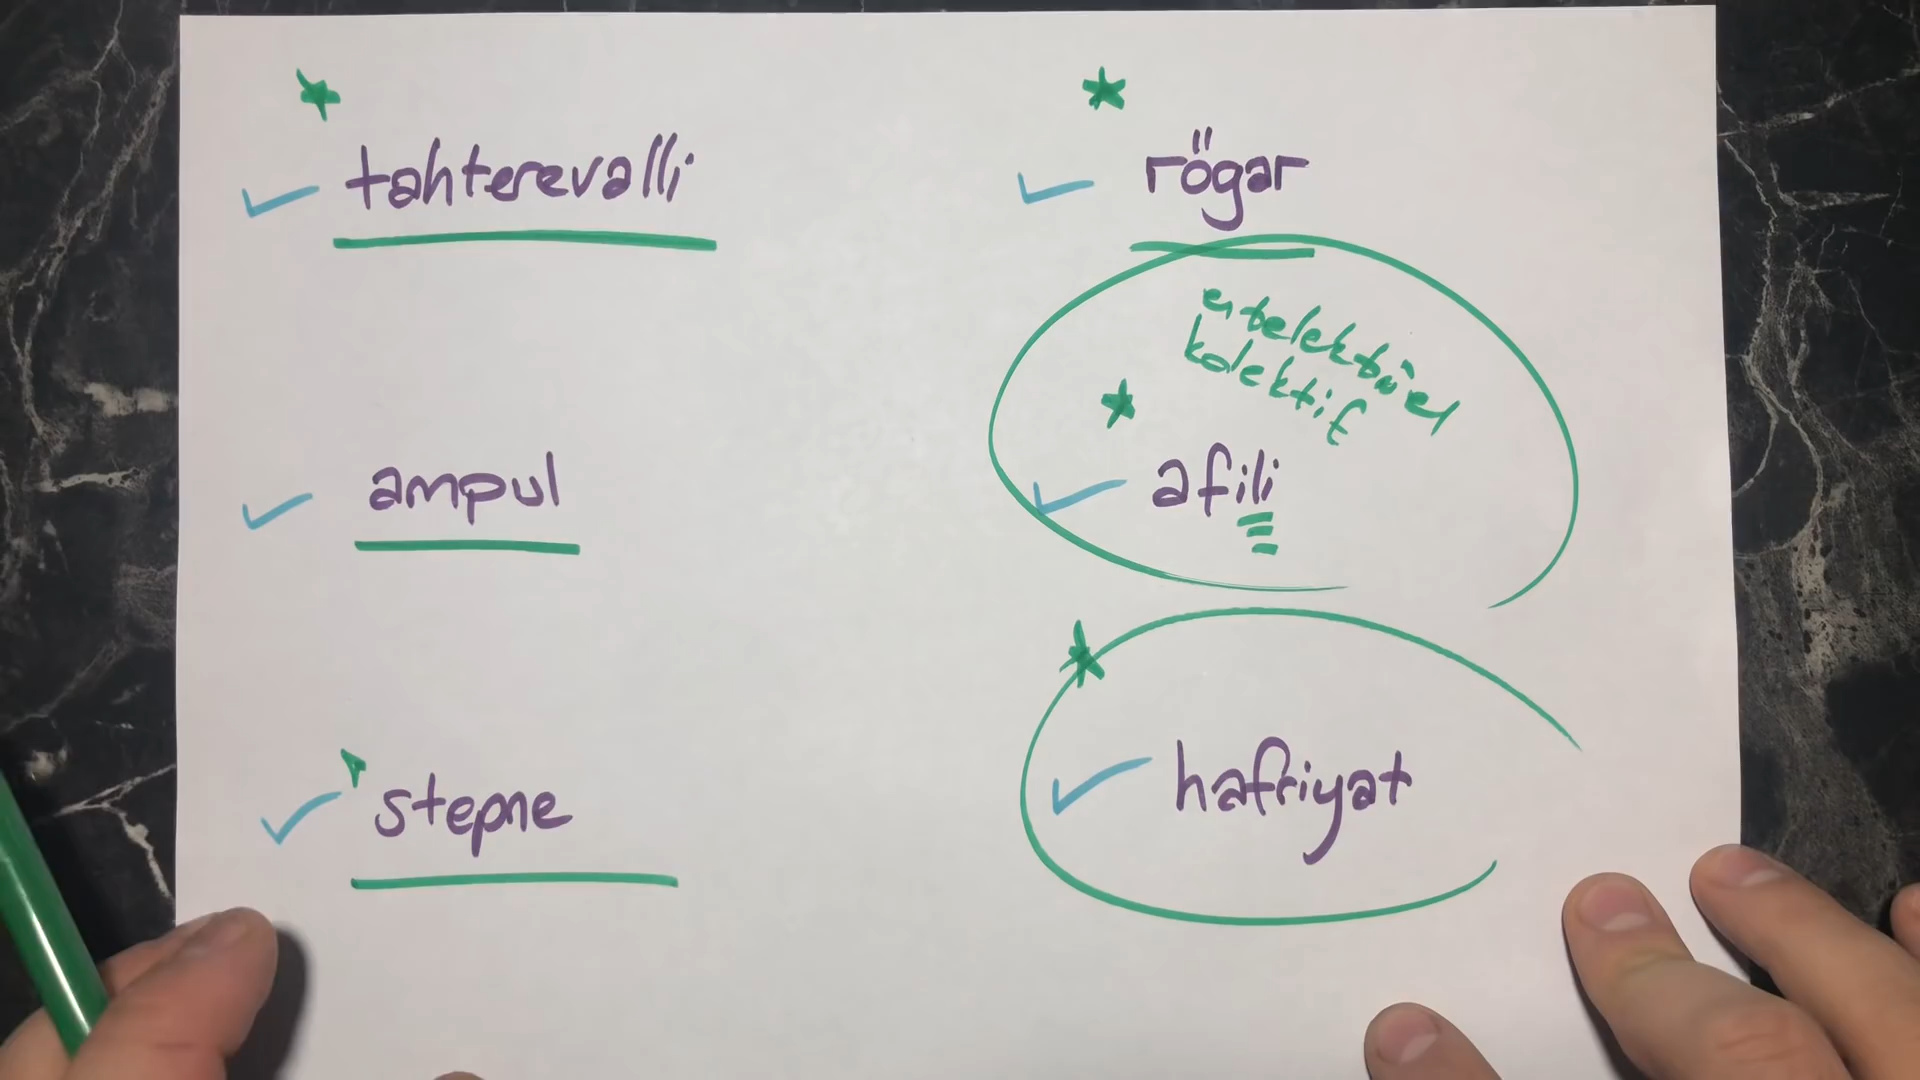 tahterevalli
ampul
stepne
rögar
entelektüel
kolektif
afili
hafriyat